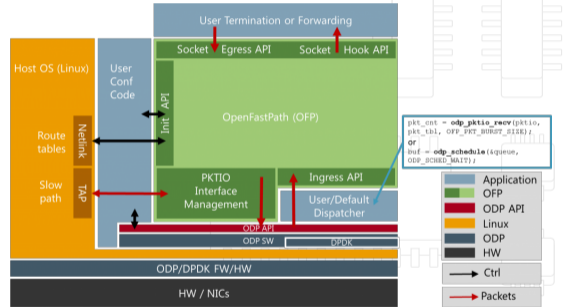 User Termination or Forwarding
Socket
Egress API
Socket
Hook API
Host OS (Linux)
User
Conf
Code
Init
API
OpenFastPath (OFP)
pkt_cnt = odp_pktio_recv(pktio,
pkt_tbl, OFP_PKT_BURST_SIZE);
or
buf = odp_schedule(&queue,
ODP_SCHED_WAIT);
Route
tables
Netlink
Slow
path
TAP
PKTIO
Interface
Management
Ingress API
User/Default
Dispatcher
ODP API
ODP SW
DPDK
ODP/DPDK FW/HW
HW / NICs
Application
OFP
ODP API
Linux
ODP
HW
Ctrl
Packets